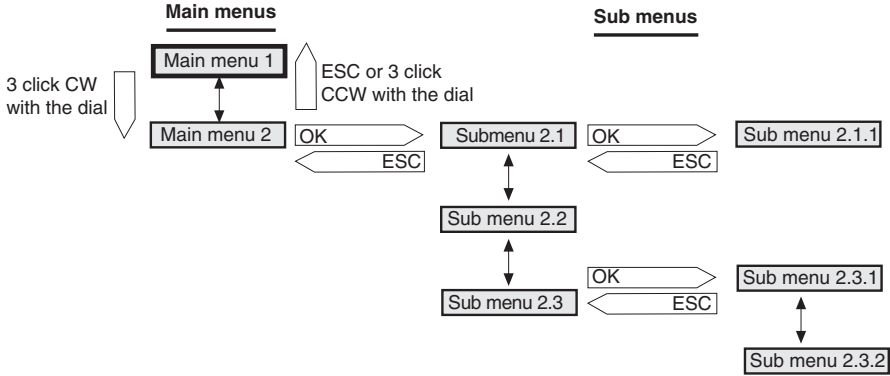 Main menus
Sub menus
Main menu 1
3 click CW
with the dial
ESC or 3 click
CCW with the dial
Main menu 2
OK
ESC
Submenu 2.1
OK
ESC
Sub menu 2.1.1
Sub menu 2.2
Sub menu 2.3
OK
ESC
Sub menu 2.3.1
Sub menu 2.3.2